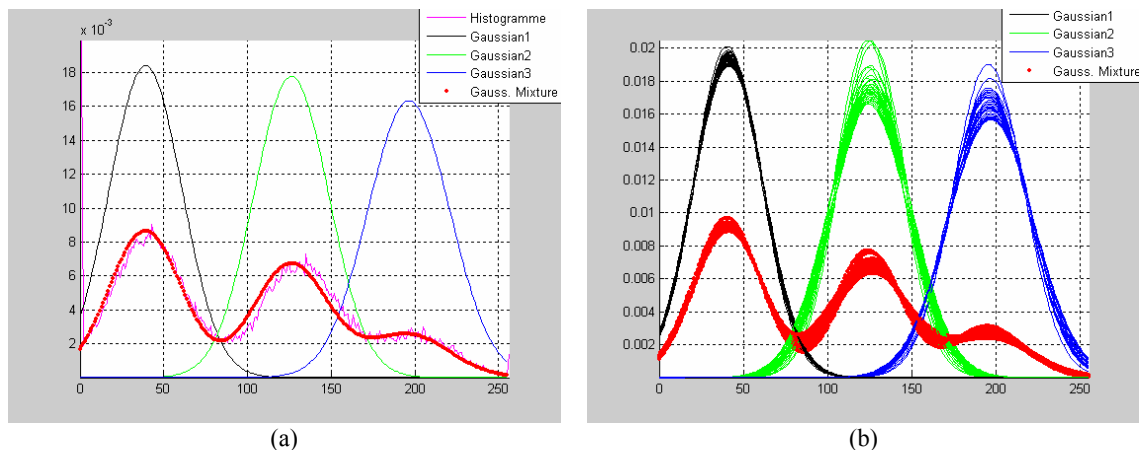 x 10^-3
18
16
14
12
10
8
6
4
2
0
50
100
150
200
250
Histogramme
Gaussian1
Gaussian2
Gaussian3
Gauss. Mixture
(a)
0.02
0.018
0.016
0.014
0.012
0.01
0.008
0.006
0.004
0.002
0
50
100
150
200
250
Gaussian1
Gaussian2
Gaussian3
Gauss. Mixture
(b)